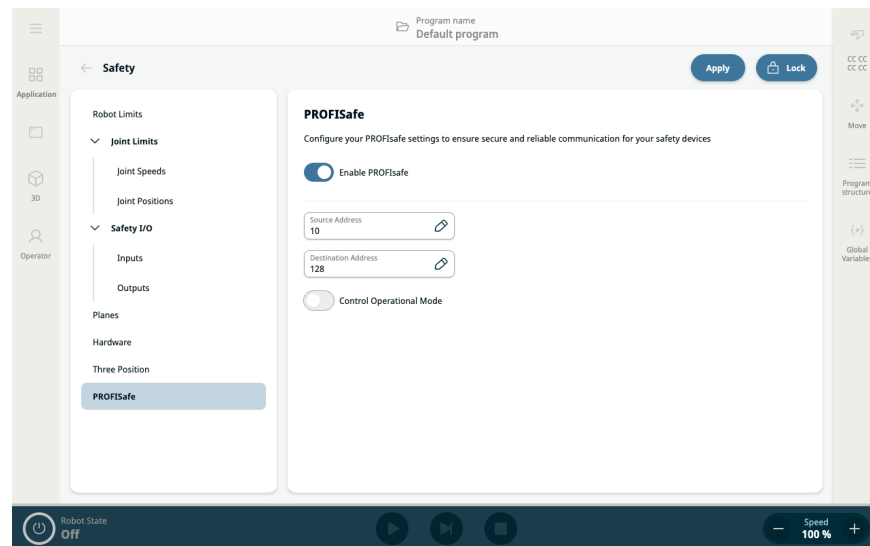 Program name
Default program
Safety
Apply
Lock
CC CC
CC CC
Application
Robot Limits
Joint Limits
Joint Speeds
Joint Positions
Safety I/O
Inputs
Outputs
Planes
Hardware
Three Position
PROFISafe
PROFISafe
Configure your PROFIsafe settings to ensure secure and reliable communication for your safety devices
Enable PROFIsafe
Source Address
10
Destination Address
128
Control Operational Mode
3D
Operator
Move
Program
structure
{x}
Global
Variables
Robot State
Off
Speed
100 %